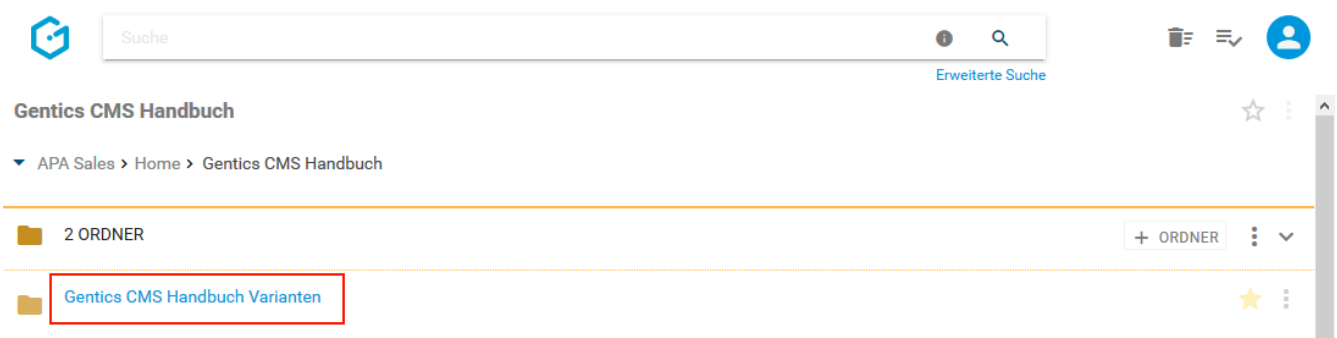 Suche
Erweiterte Suche
Gentics CMS Handbuch
APA Sales > Home > Gentics CMS Handbuch
2 ORDNER
+ ORDNER
Gentics CMS Handbuch Varianten